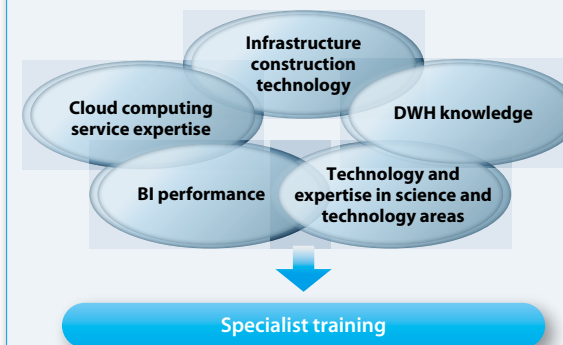 Infrastructure
construction
technology
Cloud computing
service expertise
DWH knowledge
BI performance
Technology and
expertise in science and
technology areas
Specialist training